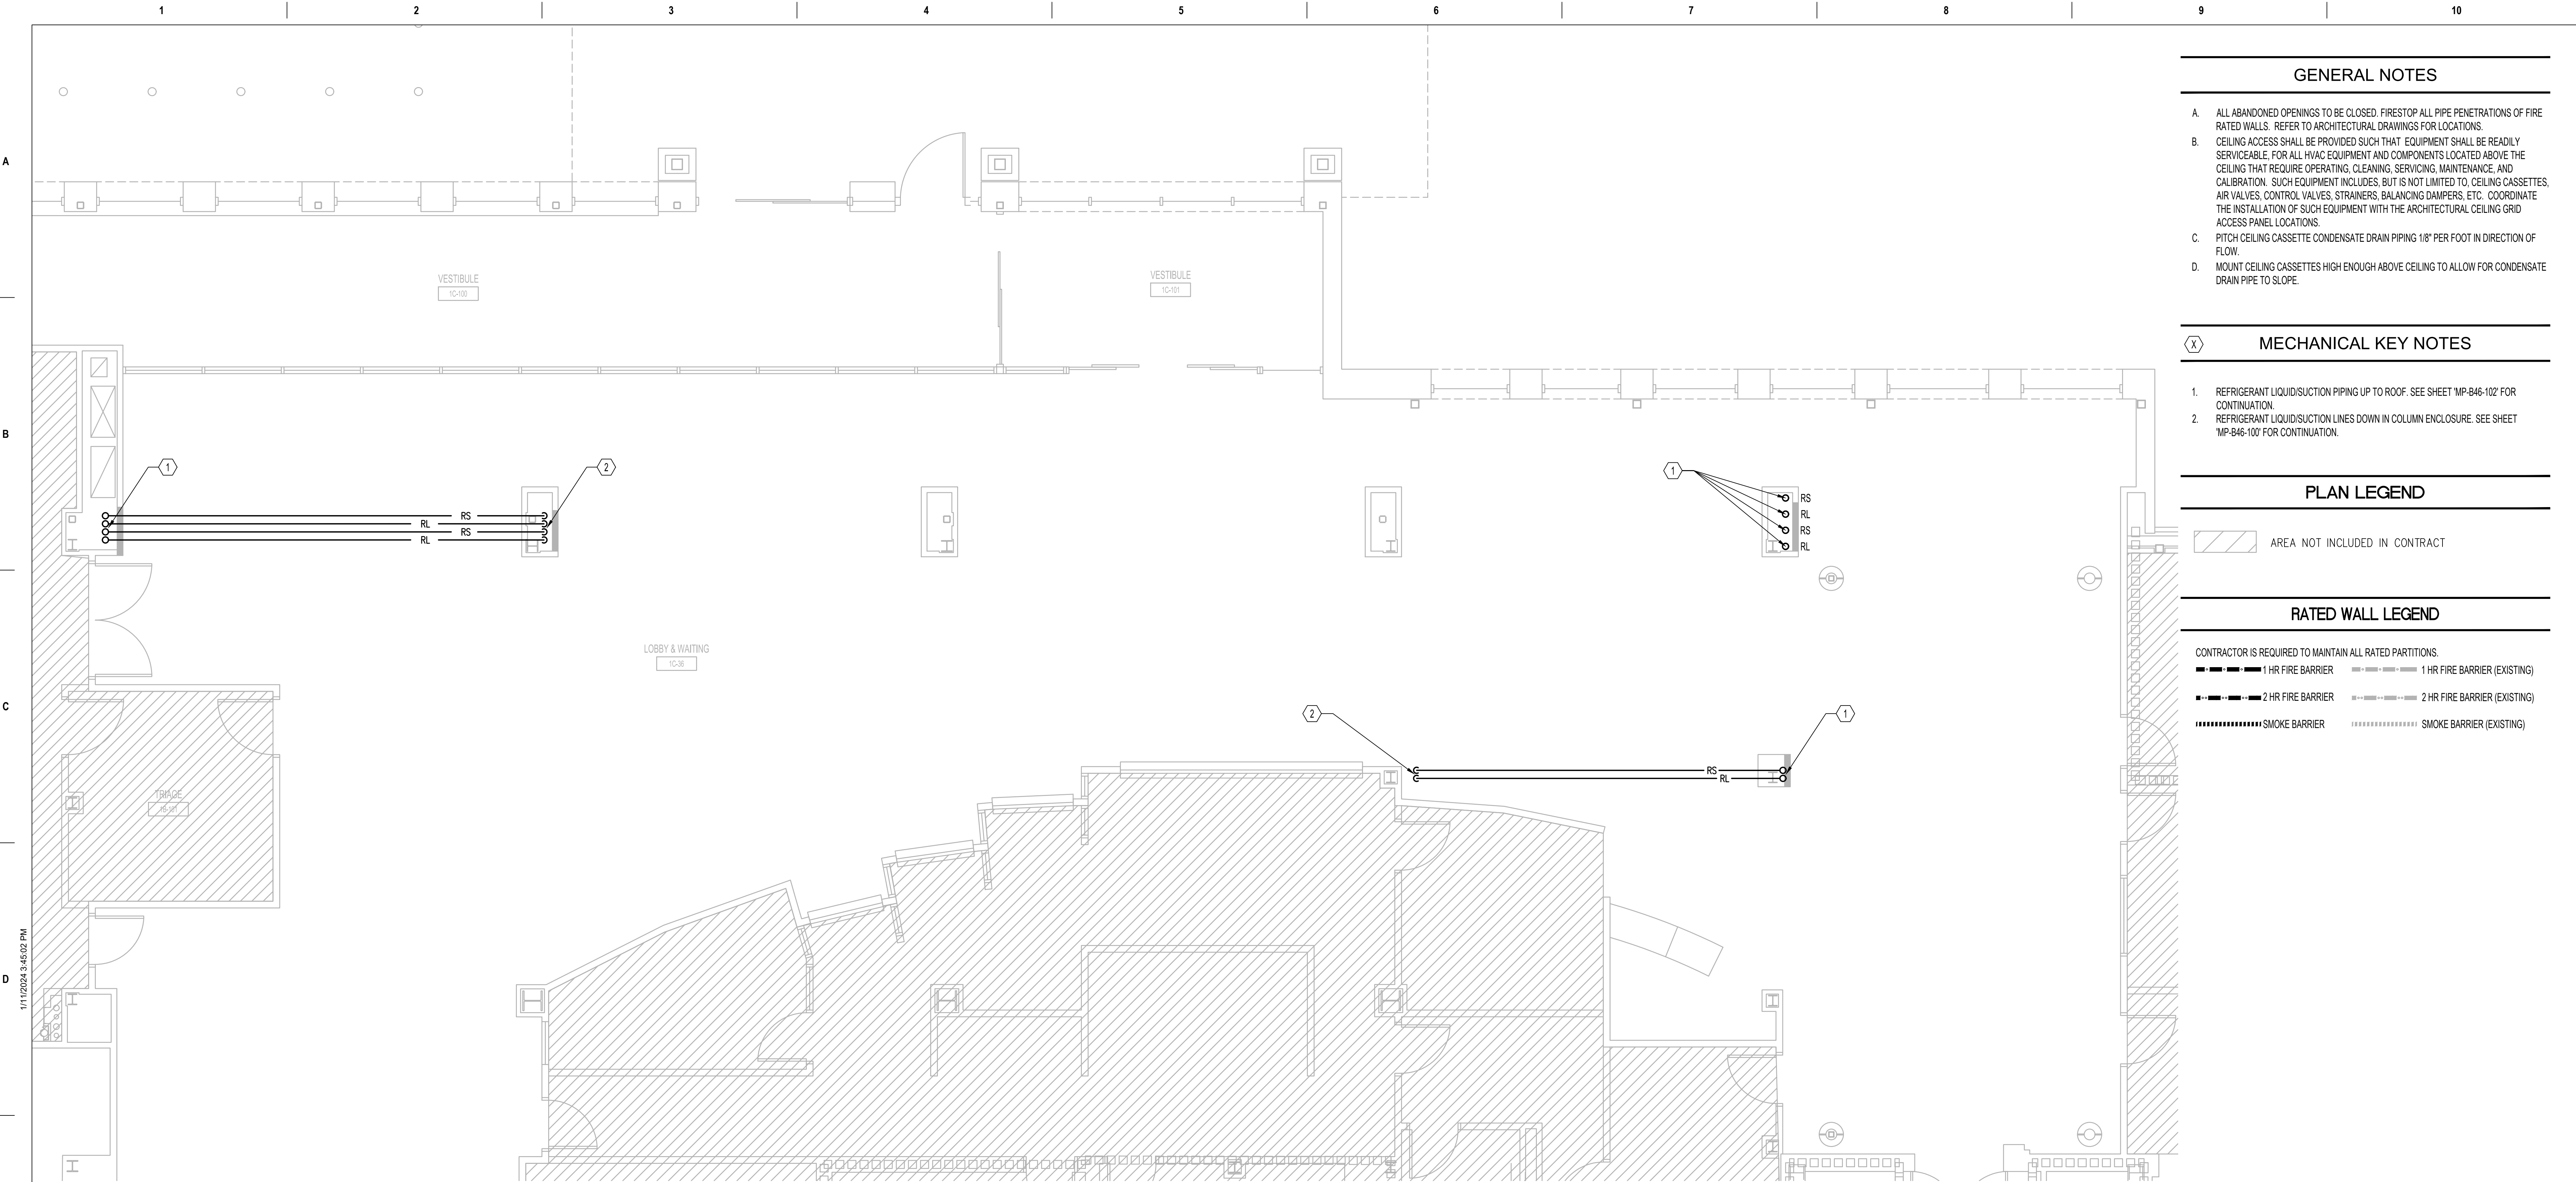 1 2 3 4 5 6 7 8 9 10
A
B
C
D
1/11/2024 3:45:02 PM
VESTIBULE
1C-100
VESTIBULE
1C-101
1
2
1
RS
RL
RS
RL
RS
RL
RS
RL
LOBBY & WAITING
1C-36
2
1
RS
RL
TRIAGE
1B-101
GENERAL NOTES
A. ALL ABANDONED OPENINGS TO BE CLOSED. FIRESTOP ALL PIPE PENETRATIONS OF FIRE
RATED WALLS. REFER TO ARCHITECTURAL DRAWINGS FOR LOCATIONS.
B. CEILING ACCESS SHALL BE PROVIDED SUCH THAT EQUIPMENT SHALL BE READILY
SERVICEABLE, FOR ALL HVAC EQUIPMENT AND COMPONENTS LOCATED ABOVE THE
CEILING THAT REQUIRE OPERATING, CLEANING, SERVICING, MAINTENANCE, AND
CALIBRATION. SUCH EQUIPMENT INCLUDES, BUT IS NOT LIMITED TO, CEILING CASSETTES,
AIR VALVES, CONTROL VALVES, STRAINERS, BALANCING DAMPERS, ETC. COORDINATE
THE INSTALLATION OF SUCH EQUIPMENT WITH THE ARCHITECTURAL CEILING GRID
ACCESS PANEL LOCATIONS.
C. PITCH CEILING CASSETTE CONDENSATE DRAIN PIPING 1/8" PER FOOT IN DIRECTION OF
FLOW.
D. MOUNT CEILING CASSETTES HIGH ENOUGH ABOVE CEILING TO ALLOW FOR CONDENSATE
DRAIN PIPE TO SLOPE.
X MECHANICAL KEY NOTES
1. REFRIGERANT LIQUID/SUCTION PIPING UP TO ROOF. SEE SHEET 'MP-B46-102' FOR
CONTINUATION.
2. REFRIGERANT LIQUID/SUCTION LINES DOWN IN COLUMN ENCLOSURE. SEE SHEET
'MP-B46-100' FOR CONTINUATION.
PLAN LEGEND
AREA NOT INCLUDED IN CONTRACT
RATED WALL LEGEND
CONTRACTOR IS REQUIRED TO MAINTAIN ALL RATED PARTITIONS.
1 HR FIRE BARRIER 1 HR FIRE BARRIER (EXISTING)
2 HR FIRE BARRIER 2 HR FIRE BARRIER (EXISTING)
SMOKE BARRIER SMOKE BARRIER (EXISTING)